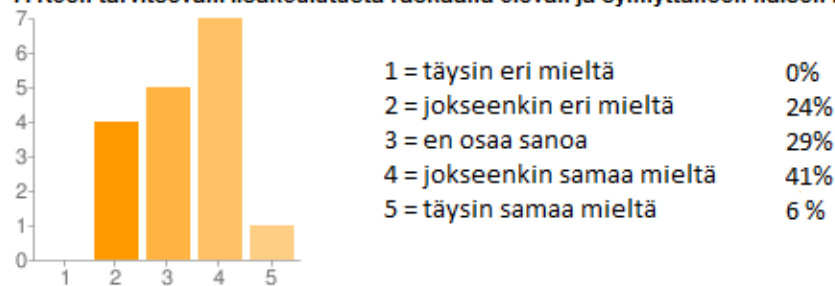 7
6
5
4
3
2
1
0
1 2 3 4 5
1 = täysin eri mieltä 0%
2 = jokseenkin eri mieltä 24%
3 = en osaa sanoa 29%
4 = jokseenkin samaa mieltä 41%
5 = täysin samaa mieltä 6 %